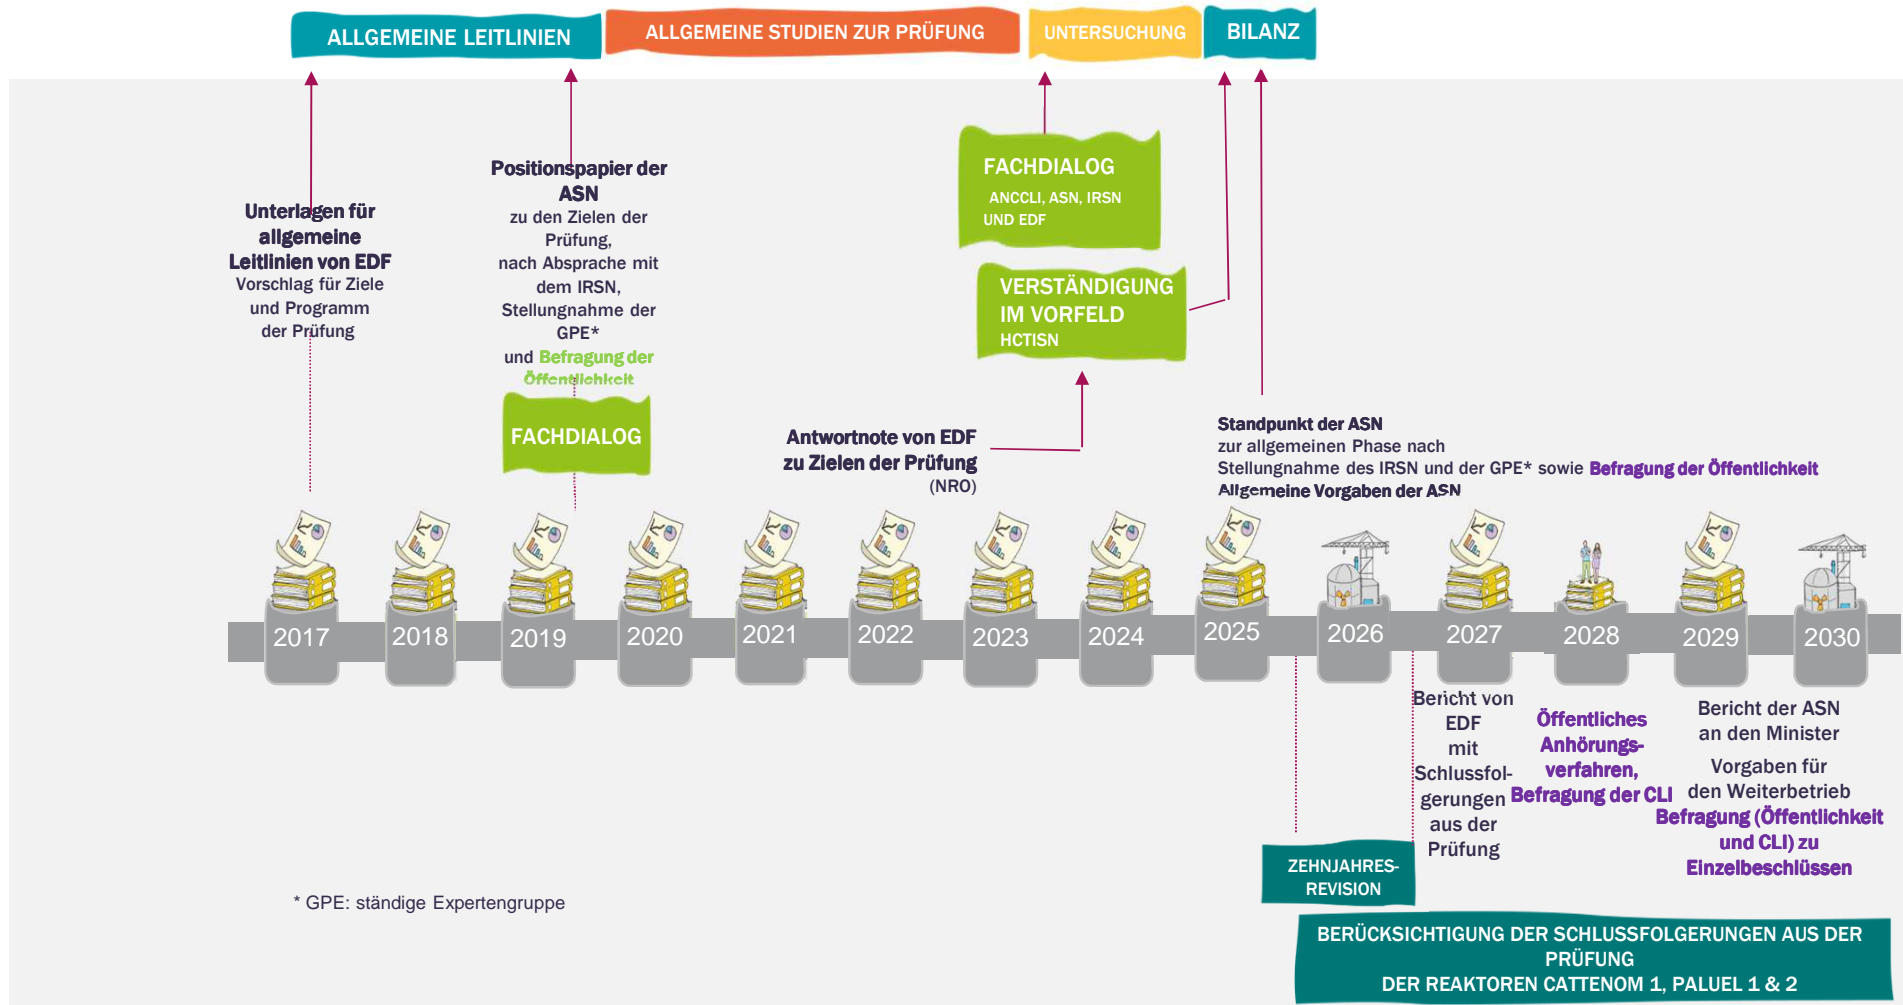 ALLGEMEINE LEITLINIEN
ALLGEMEINE STUDIEN ZUR PRÜFUNG
UNTERSUCHUNG
BILANZ
Unterlagen für
allgemeine
Leitlinien von EDF
Vorschlag für Ziele
und Programm
der Prüfung
Positionspapier der
ASN
zu den Zielen der
Prüfung,
nach Absprache mit
dem IRSN,
Stellungnahme der
GPE*
und Befragung der
Öffentlichkeit
FACHDIALOG
FACHDIALOG
ANCCLI, ASN, IRSN
UND EDF
VERSTÄNDIGUNG
IM VORFELD
HCTISN
Antwortnote von EDF
zu Zielen der Prüfung
(NRO)
Standpunkt der ASN
zur allgemeinen Phase nach
Stellungnahme des IRSN und der GPE* sowie Befragung der Öffentlichkeit
Allgemeine Vorgaben der ASN
2017
2018
2019
2020
2021
2022
2023
2024
2025
2026
2027
2028
2029
2030
Bericht von
EDF
mit
Schlussfol-
gerungen
aus der
Prüfung
Öffentliches
Anhörungs-
verfahren,
Befragung der CLI
Bericht der ASN
an den Minister
Vorgaben für
den Weiterbetrieb
Befragung (Öffentlichkeit
und CLI) zu
Einzelbeschlüssen
ZEHNJAHRES-
REVISION
* GPE: ständige Expertengruppe
BERÜCKSICHTIGUNG DER SCHLUSSFOLGERUNGEN AUS DER
PRÜFUNG
DER REAKTOREN CATTENOM 1, PALUEL 1 & 2